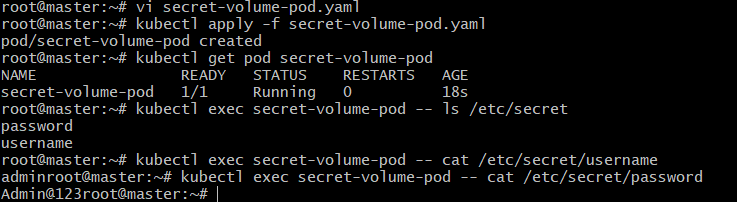 root@master:~# vi secret-volume-pod.yaml
root@master:~# kubectl apply -f secret-volume-pod.yaml
pod/secret-volume-pod created
root@master:~# kubectl get pod secret-volume-pod
NAME                READY   STATUS    RESTARTS   AGE
secret-volume-pod   1/1     Running   0          18s
root@master:~# kubectl exec secret-volume-pod -- ls /etc/secret
password
username
root@master:~# kubectl exec secret-volume-pod -- cat /etc/secret/username
adminroot@master:~# kubectl exec secret-volume-pod -- cat /etc/secret/password
Admin@123root@master:~#